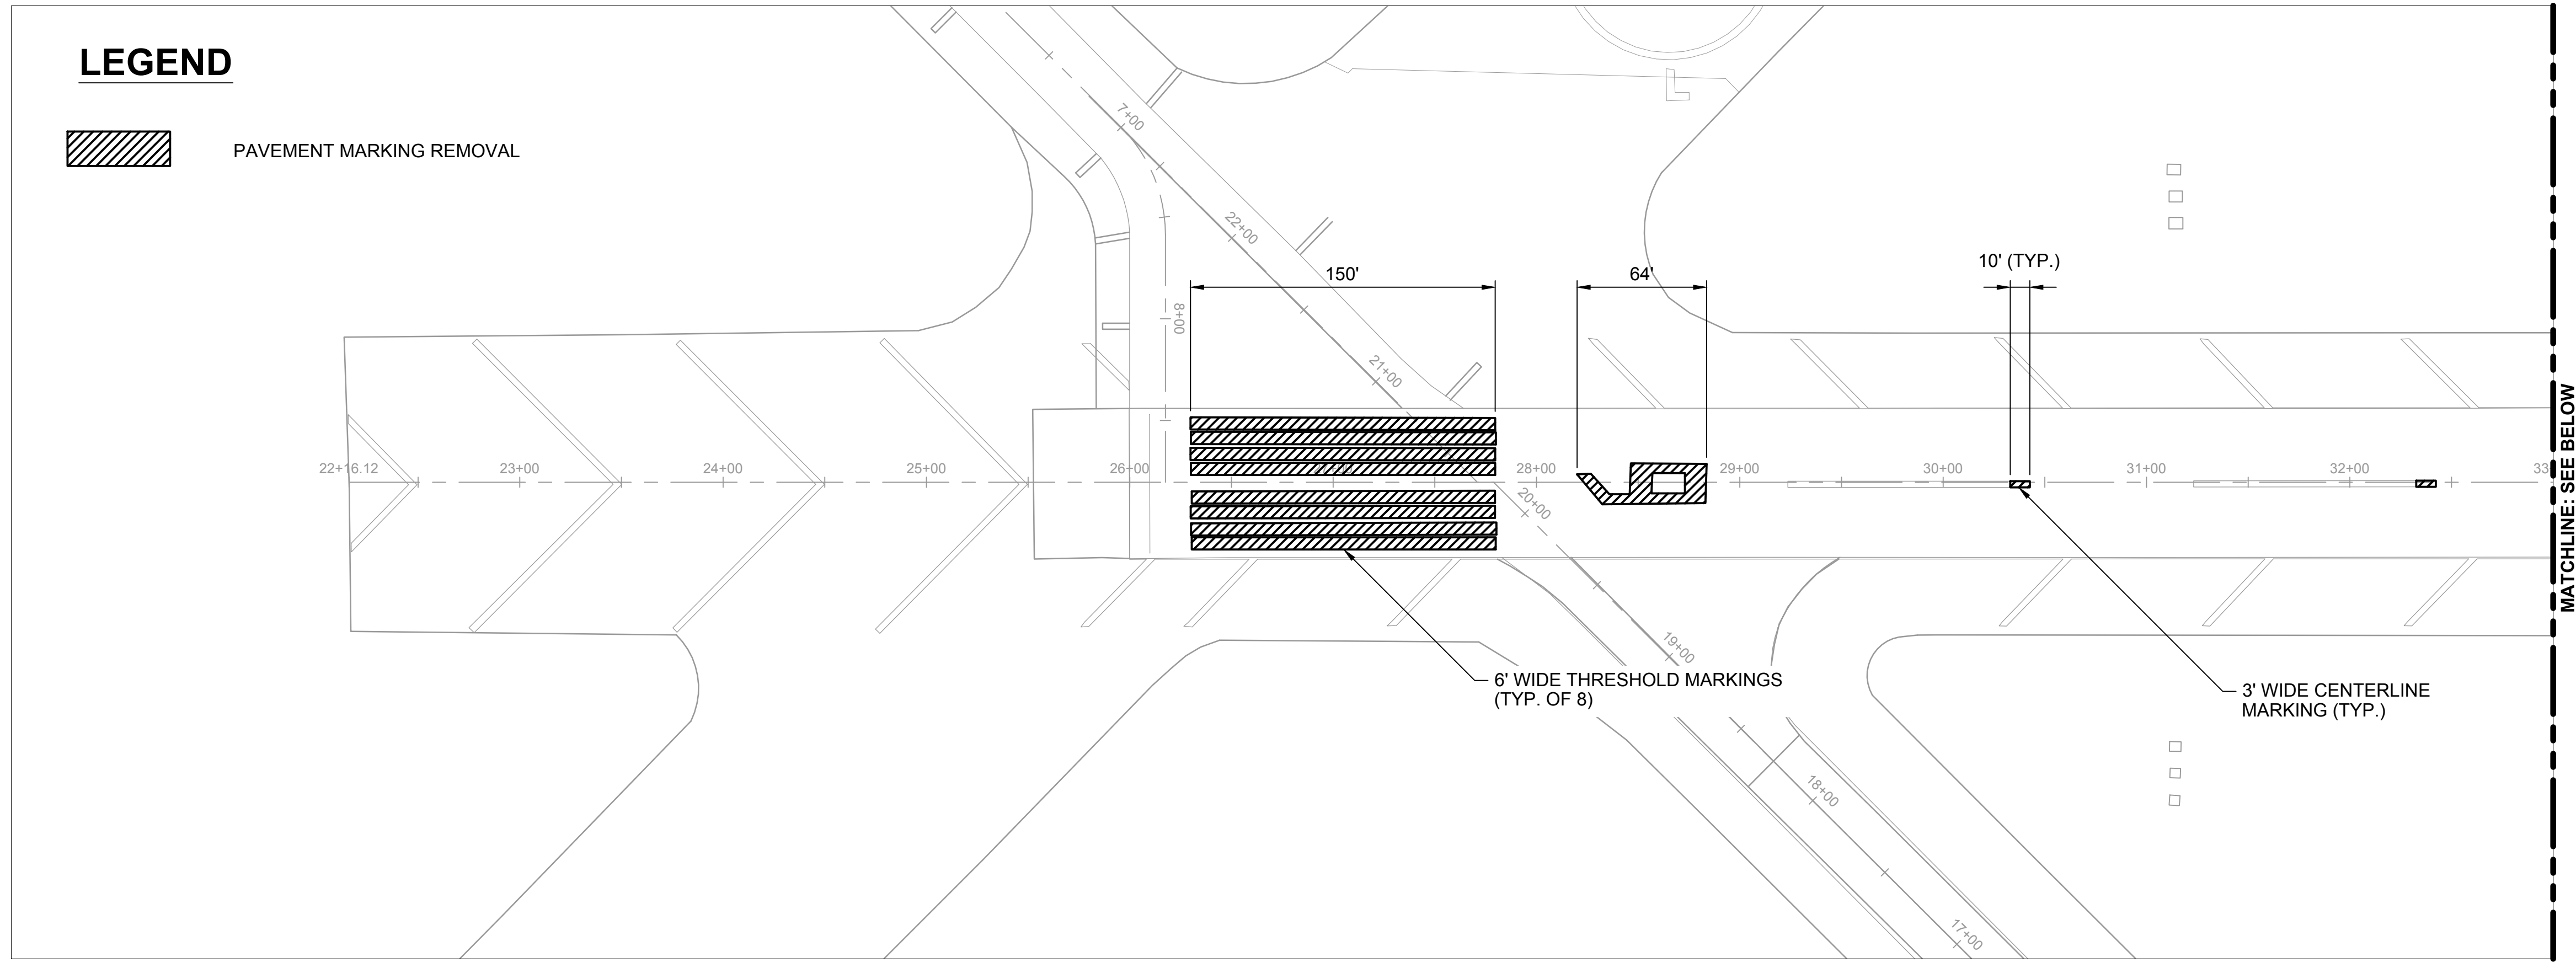 LEGEND
PAVEMENT MARKING REMOVAL
7+00
22+00
8+00
21+00
150'
64'
10' (TYP.)
22+16.12
23+00
24+00
25+00
26+00
28+00
29+00
30+00
31+00
32+00
33
20+00
19+00
18+00
17+00
6' WIDE THRESHOLD MARKINGS
(TYP. OF 8)
3' WIDE CENTERLINE
MARKING (TYP.)
MATCHLINE: SEE BELOW